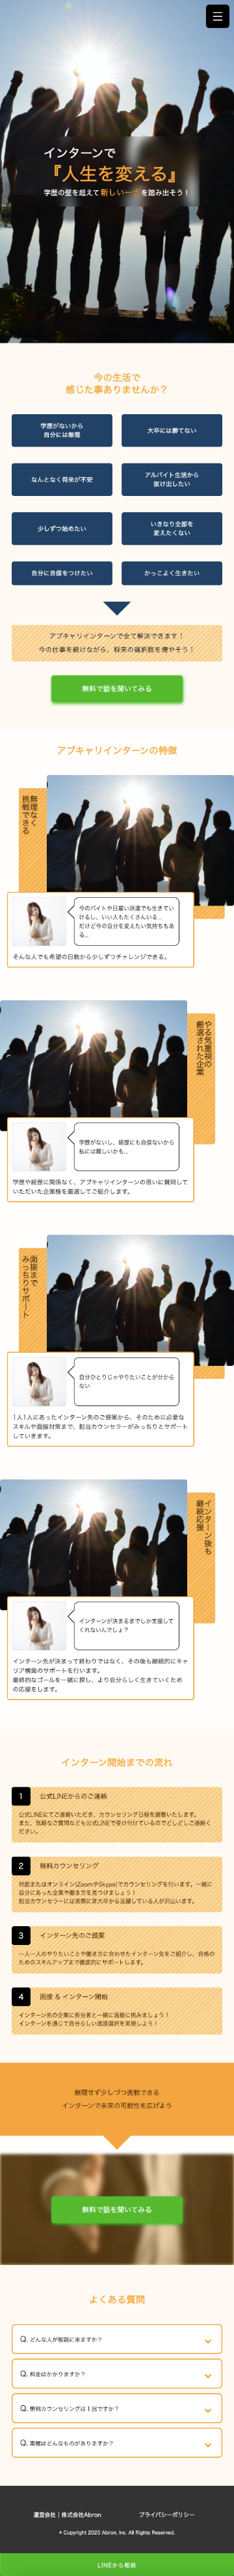 インターンで
『人生を変える』
学歴の壁を超えて新しい一歩を踏み出そう！
今の生活で
感じた事ありませんか？
学歴がないから
自分には無理
大卒には勝てない
なんとなく将来が不安
アルバイト生活から
抜け出したい
少しずつ始めたい
いきなり全部を
変えたくない
自分に自信をつけたい
かっこよく生きたい
アブキャリインターンで全て解決できます！
今の仕事を続けながら、将来の選択肢を増やそう！
無料で話を聞いてみる
アブキャリインターンの特徴
無理なく
挑戦できる
今のバイトや日雇い派遣でも生きてい
けるし、いい人もたくさんいる…
だけど今の自分を変えたい気持ちもあ
る…
そんな人でも希望の日数から少しずつチャレンジできる。
やる気重視の
厳選された企業
学歴がないし、経歴にも自信ないから
私には難しいかも…
学歴や経歴に関係なく、アブキャリインターンの思いに賛同して
いただいた企業様を厳選してご紹介します。
面接まで
みっちりサポート
自分ひとりじゃやりたいことが分から
ない
1人1人にあったインターン先のご提案から、そのために必要な
スキルや面接対策まで、担当カウンセラーがみっちりとサポート
していきます。
インターン後も
継続応援
インターンが決まるまでしか支援して
くれないんでしょ？
インターン先が決まって終わりではなく、その後も継続的にキャ
リア構築のサポートを行います。
最終的なゴールを一緒に探し、より自分らしく生きていくため
の応援をします。
インターン開始までの流れ
1 公式LINEからのご連絡
公式LINEにてご連絡いただき、カウンセリング日程を調整いたします。
また、気軽なご質問なども公式LINEで受け付けているのでどしどしご連絡く
ださい。
2 無料カウンセリング
対面またはオンライン(ZoomやSkype)でカウンセリングを行います。一緒に
自分にあった企業や働き方を見つけましょう！
担当カウンセラーには実際に非大卒から活躍している人が沢山います。
3 インターン先のご提案
一人一人のやりたいことや働き方に合わせたインターン先をご紹介し、合格の
ためのスキルアップまで徹底的にサポートします。
4 面接 & インターン開始
インターン先の企業に担当者と一緒に面接に挑みましょう！
インターンを通じて自分らしい進路選択を実現しよう！
無理せず少しづつ挑戦できる
インターンで未来の可能性を広げよう
無料で話を聞いてみる
よくある質問
Q. どんな人が相談に来ますか？
Q. 料金はかかりますか？
Q. 無料カウンセリングは1回ですか？
Q. 業種はどんなものがありますか？
運営会社｜株式会社Abron
プライバシーポリシー
© Copyright 2020 Abron, Inc. All Rights Reserved.
LINEから相談